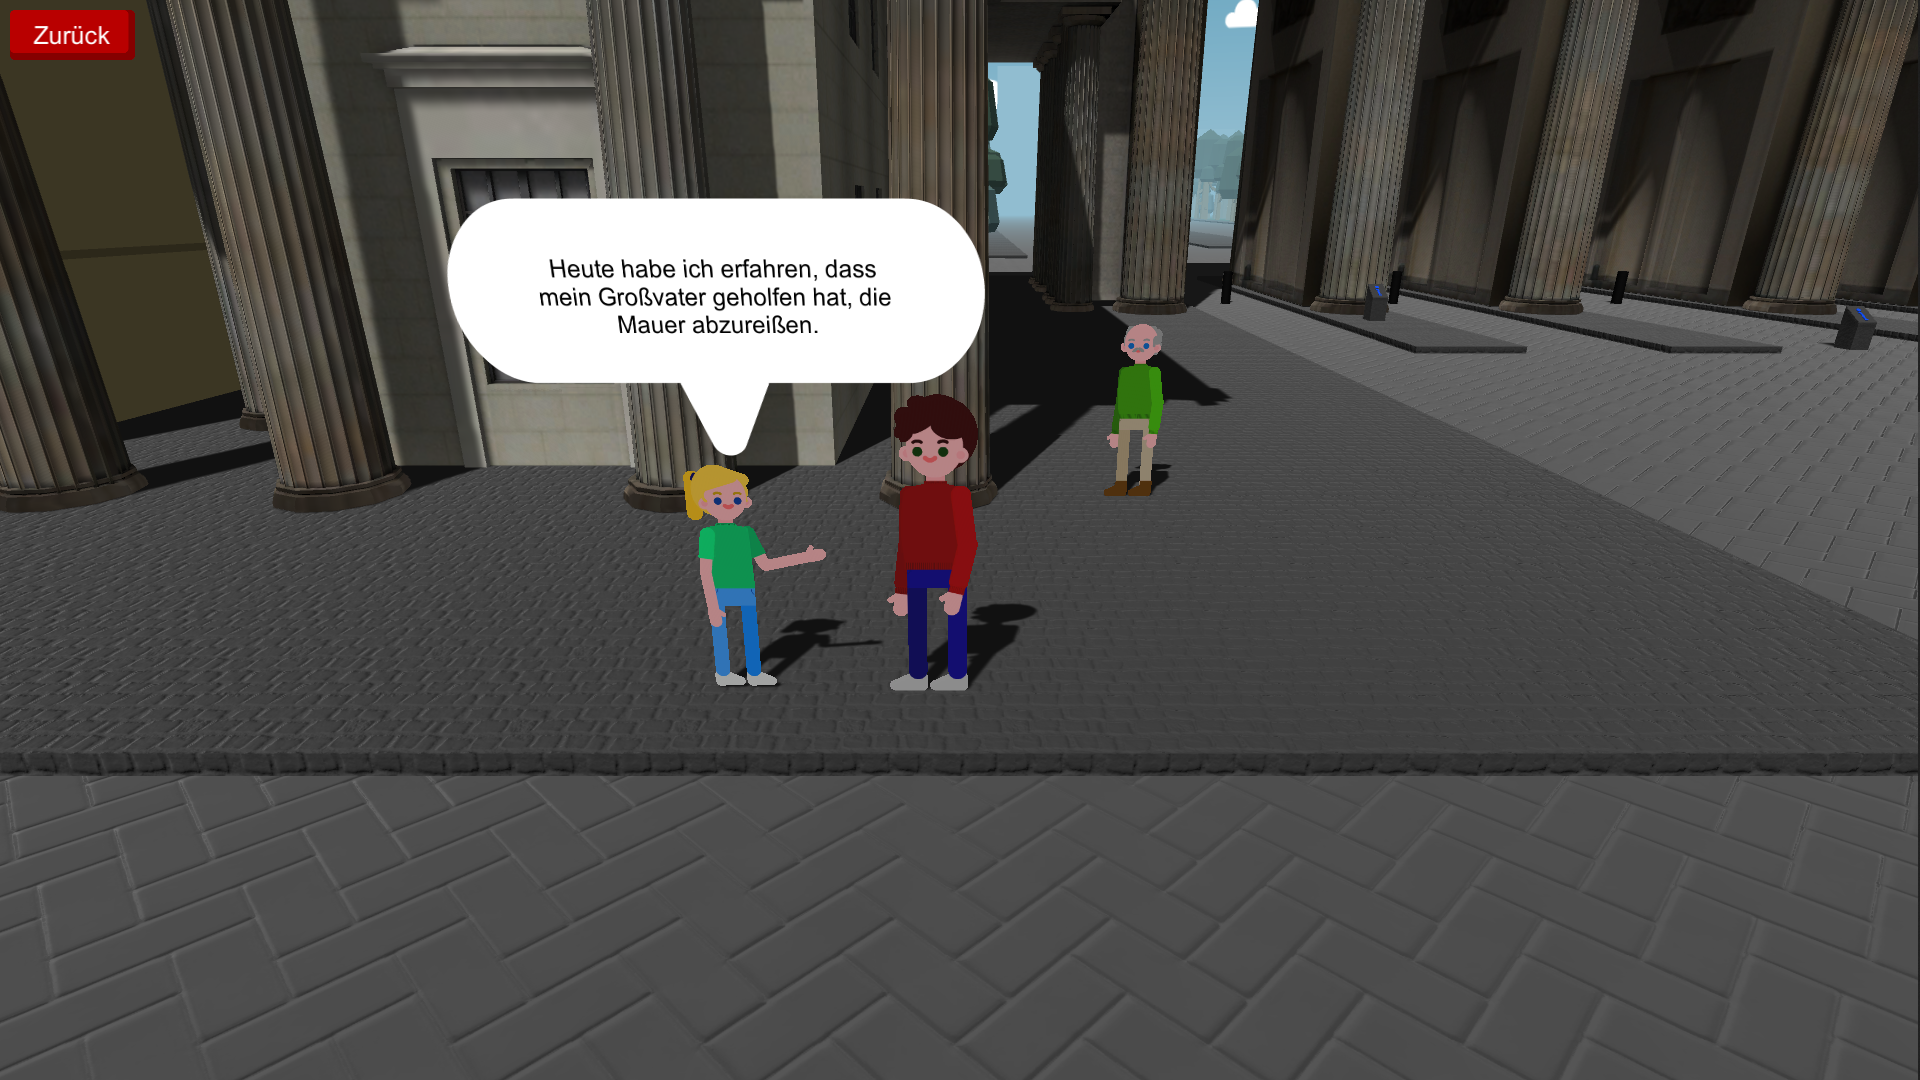 Zurück
Heute habe ich erfahren, dass
mein Großvater geholfen hat, die
Mauer abzureißen.